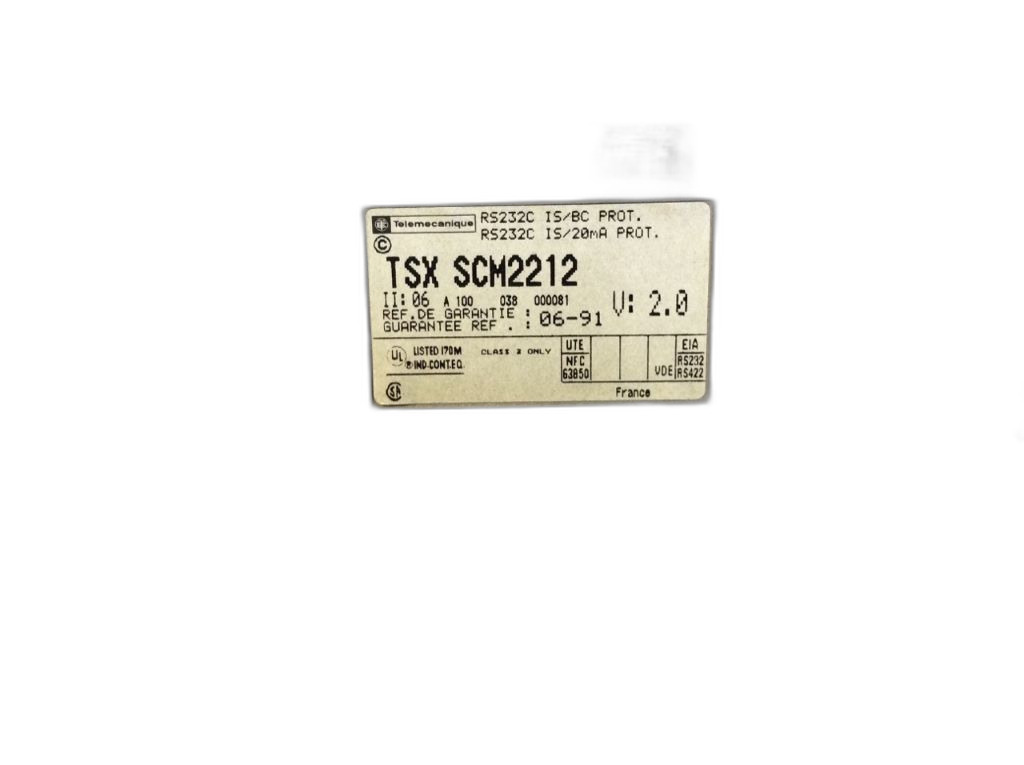 Telemecanique RS232C IS/BC PROT.
RS232C IS/20mA PROT.
©
TSX SCM2212
II: 06 A 100 038 000081 V: 2.0
REF.DE GARANTIE :
GUARANTEE REF . : 06-91
UL LISTED 170M CLASS 2 ONLY UTE EIA
® IND.CONT.EQ. NFC 63850 VDE RS232 RS422
France